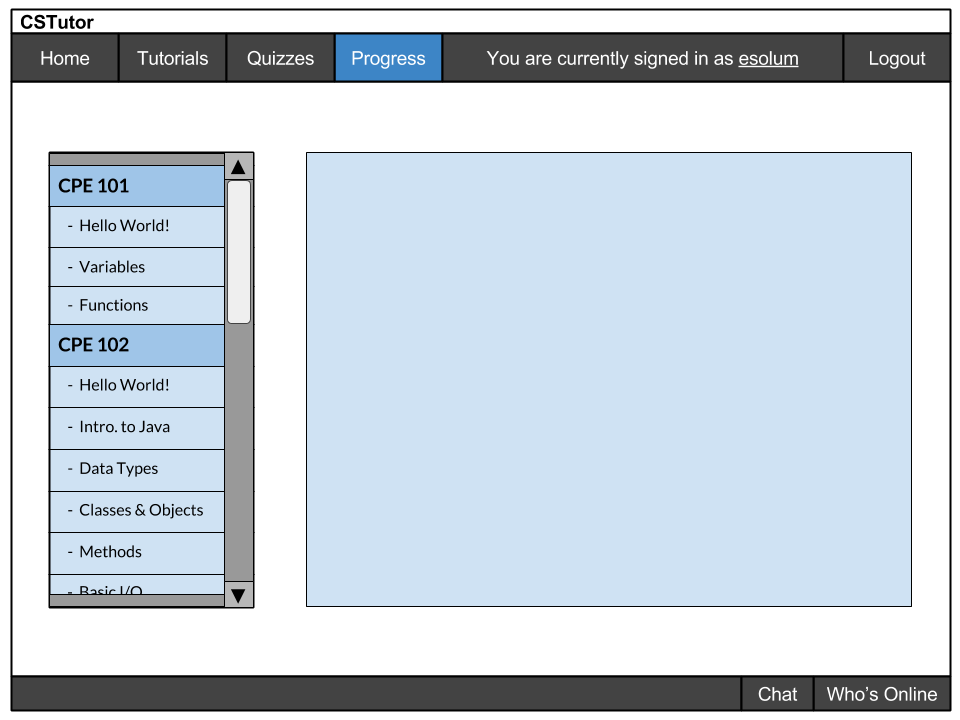 CSTutor
Home Tutorials Quizzes Progress You are currently signed in as esolum Logout
CPE 101
- Hello World!
- Variables
- Functions
CPE 102
- Hello World!
- Intro. to Java
- Data Types
- Classes & Objects
- Methods
- Basic I/O
Chat Who's Online